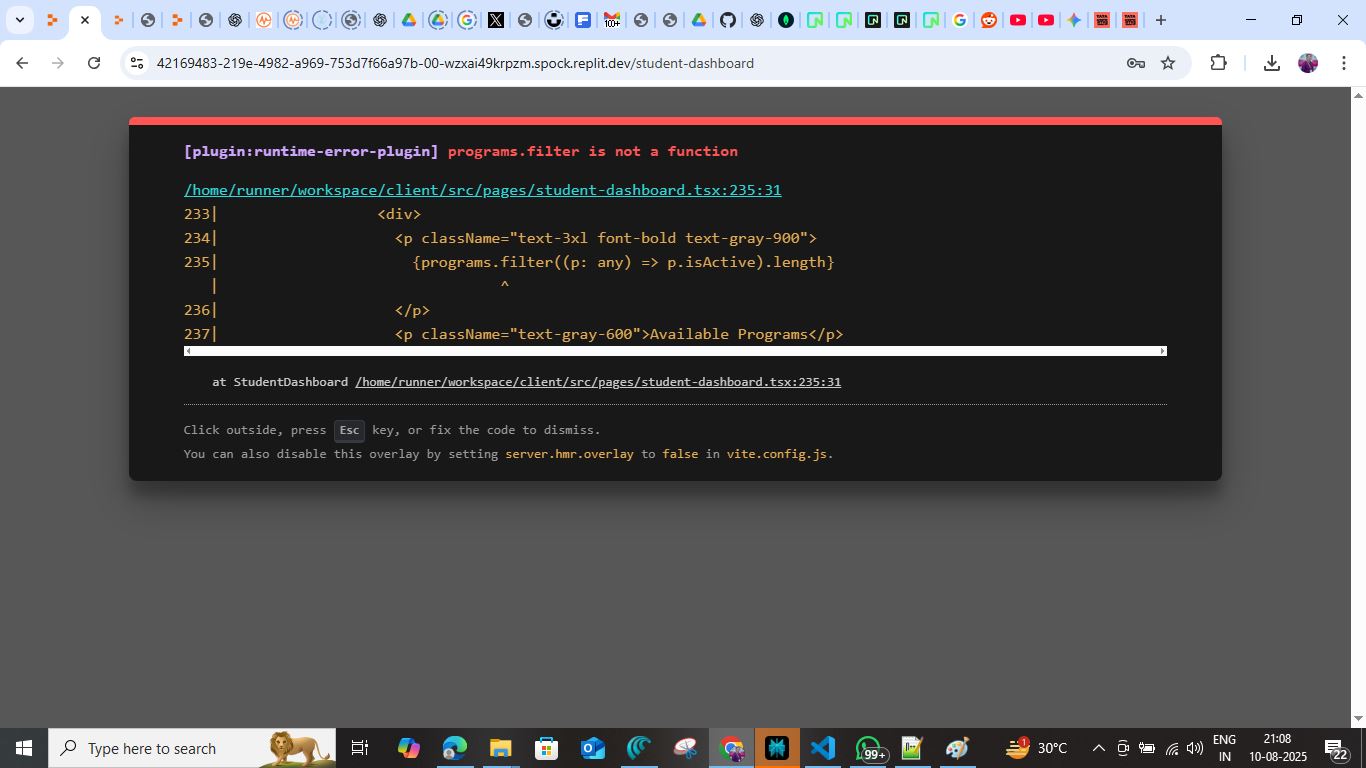 42169483-219e-4982-a969-753d7f66a97b-00-wzxai49krpzm.spock.replit.dev/student-dashboard
[plugin:runtime-error-plugin] programs.filter is not a function
/home/runner/workspace/client/src/pages/student-dashboard.tsx:235:31
233|                  <div>
234|                    <p className="text-3xl font-bold text-gray-900">
235|                      {programs.filter((p: any) => p.isActive).length}
   |                                ^
236|                    </p>
237|                    <p className="text-gray-600">Available Programs</p>
at StudentDashboard /home/runner/workspace/client/src/pages/student-dashboard.tsx:235:31
Click outside, press Esc key, or fix the code to dismiss.
You can also disable this overlay by setting server.hmr.overlay to false in vite.config.js.
Type here to search
99+
1
30°C
ENG
IN
21:08
10-08-2025
22